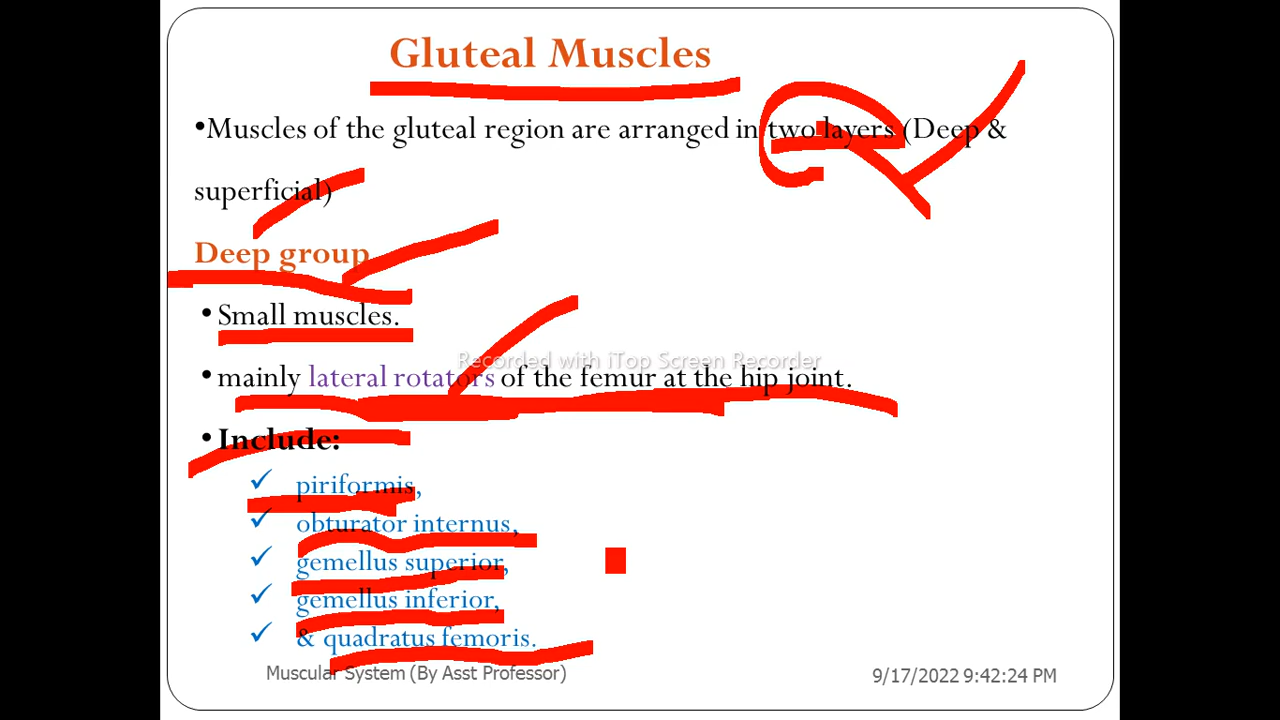 Gluteal Muscles
•Muscles of the gluteal region are arranged in two layers (Deep &
superficial)
Deep group
• Small muscles.
Recorded with iTop Screen Recorder
• mainly lateral rotators of the femur at the hip joint.
• Include:
✓ piriformis,
✓ obturator internus,
✓ gemellus superior,
✓ gemellus inferior,
✓ & quadratus femoris.
Muscular System (By Asst Professor)
9/17/2022 9:42:24 PM